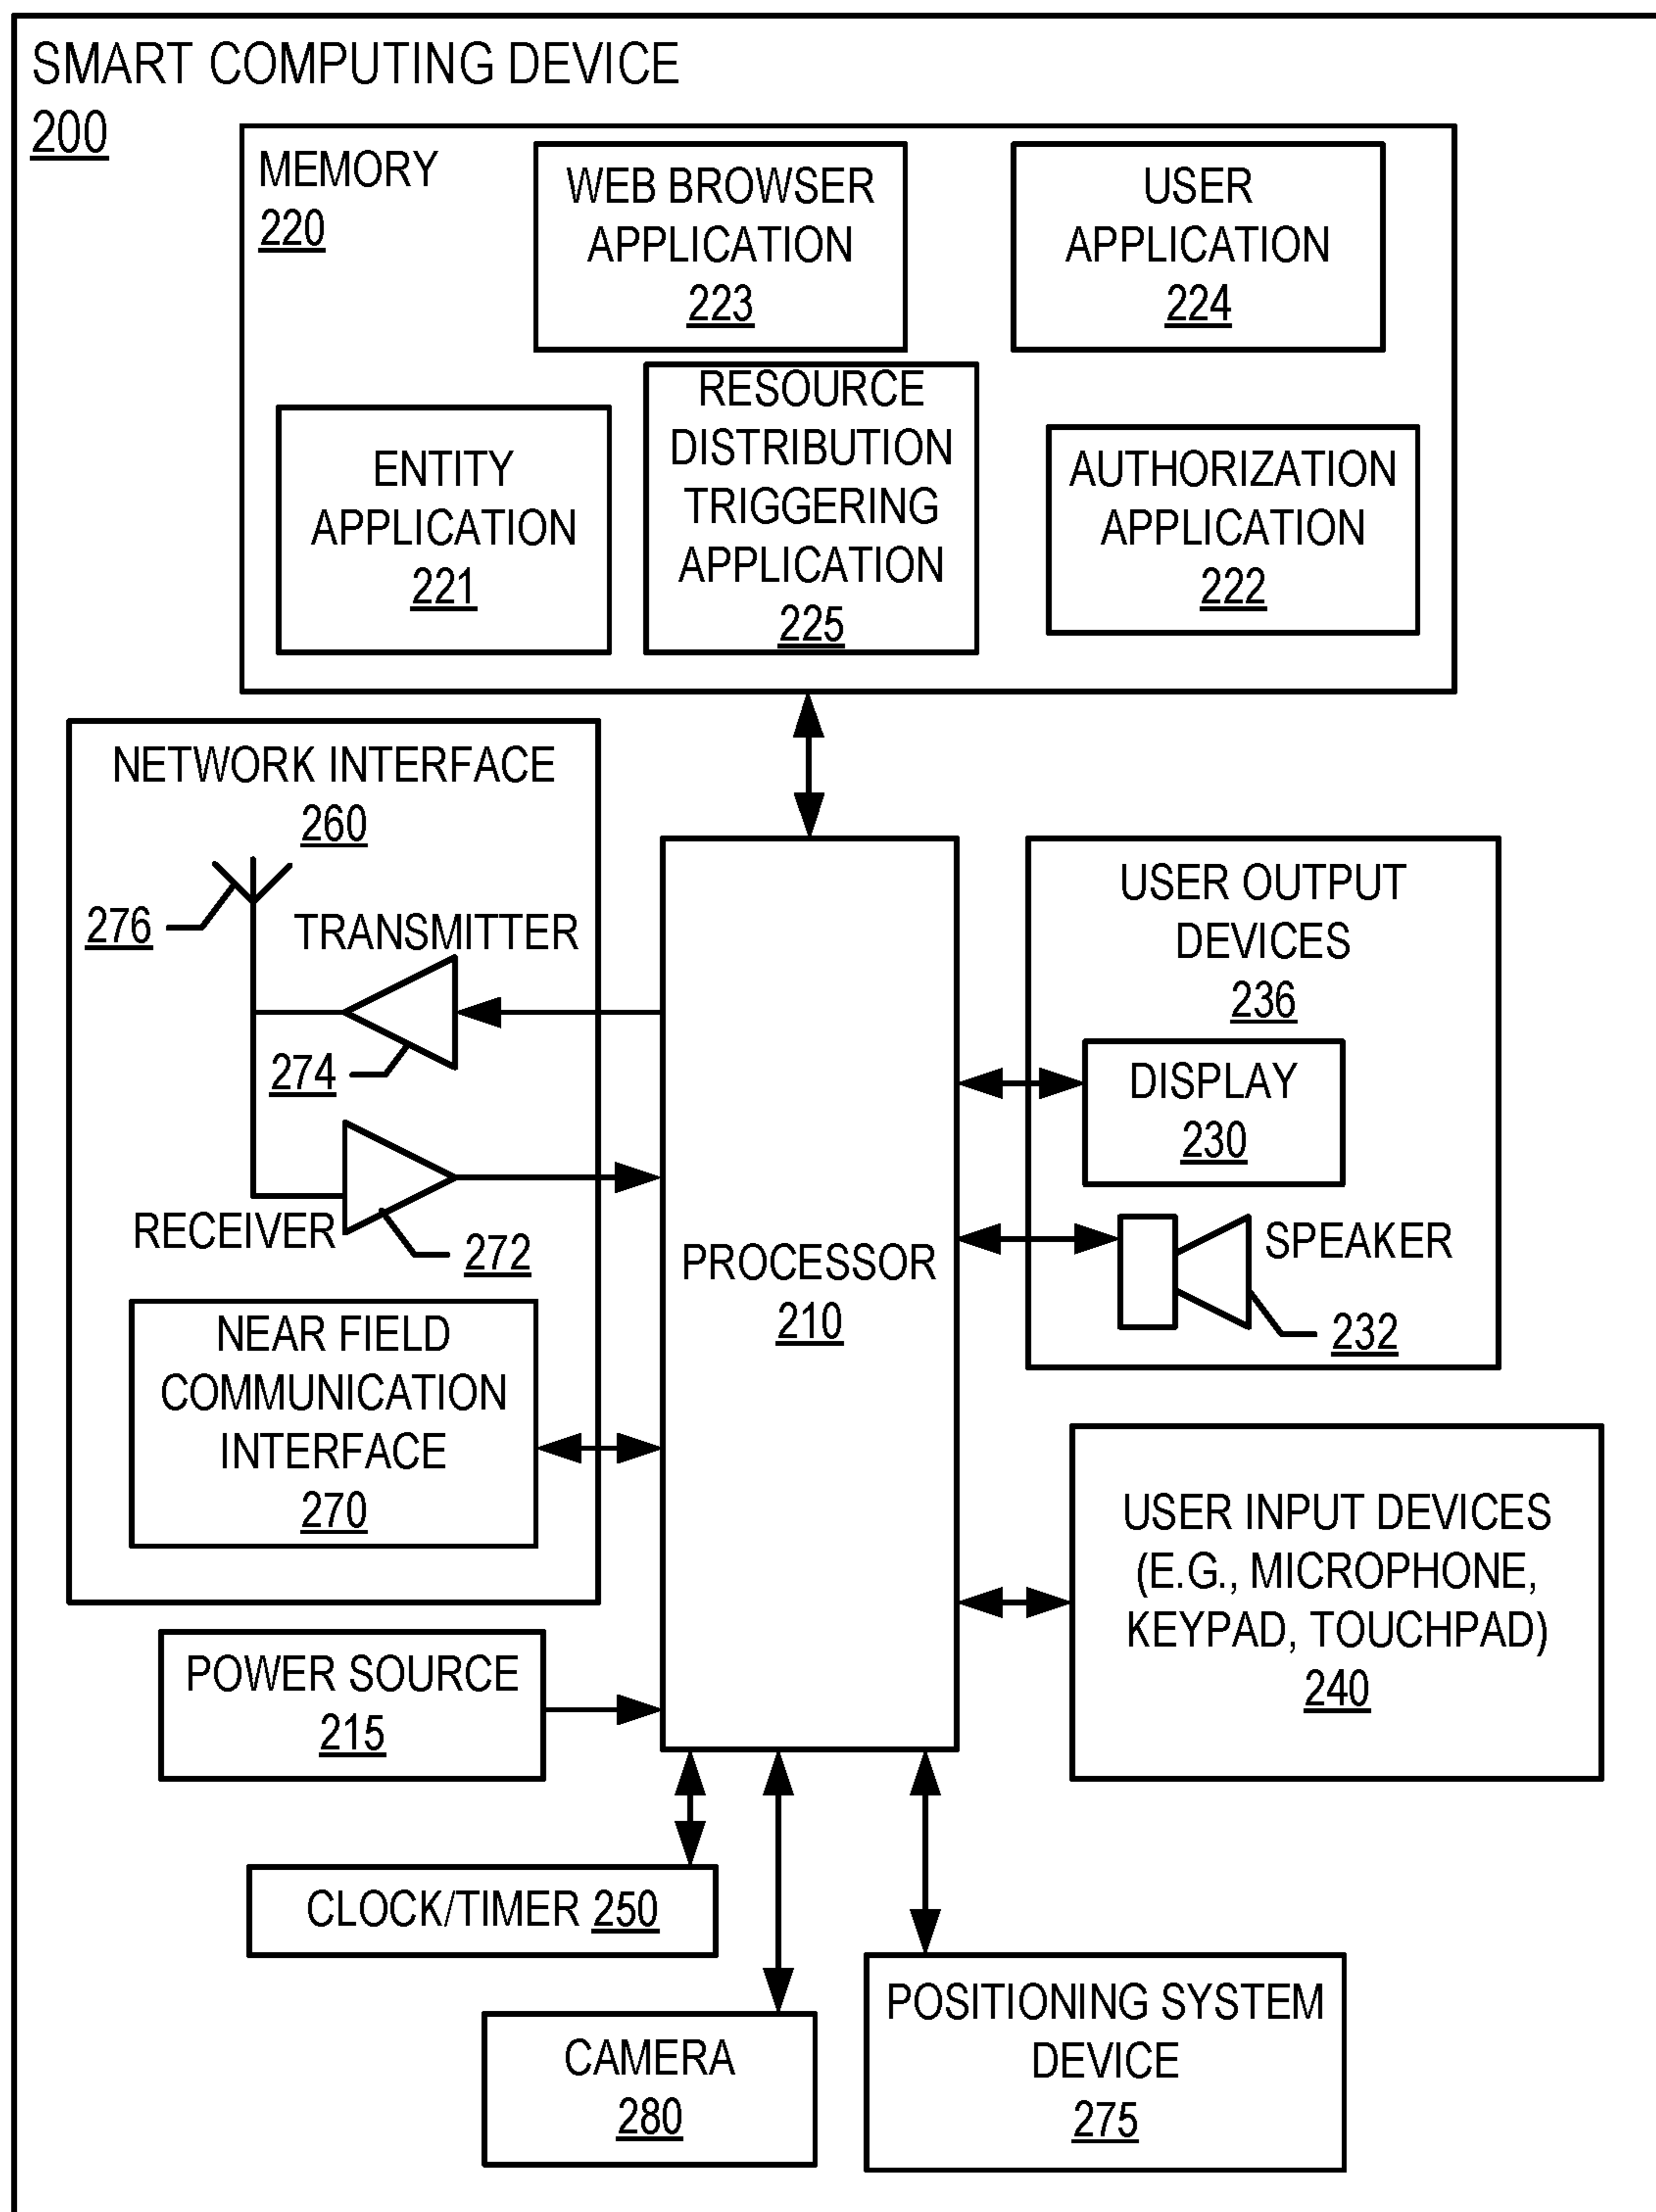 SMART COMPUTING DEVICE
200
MEMORY
220
WEB BROWSER
APPLICATION
223
USER
APPLICATION
224
ENTITY
APPLICATION
221
RESOURCE
DISTRIBUTION
TRIGGERING
APPLICATION
225
AUTHORIZATION
APPLICATION
222
NETWORK INTERFACE
260
276
TRANSMITTER
274
RECEIVER
272
NEAR FIELD
COMMUNICATION
INTERFACE
270
PROCESSOR
210
USER OUTPUT
DEVICES
236
DISPLAY
230
SPEAKER
232
USER INPUT DEVICES
(E.G., MICROPHONE,
KEYPAD, TOUCHPAD)
240
POWER SOURCE
215
CLOCK/TIMER 250
CAMERA
280
POSITIONING SYSTEM
DEVICE
275